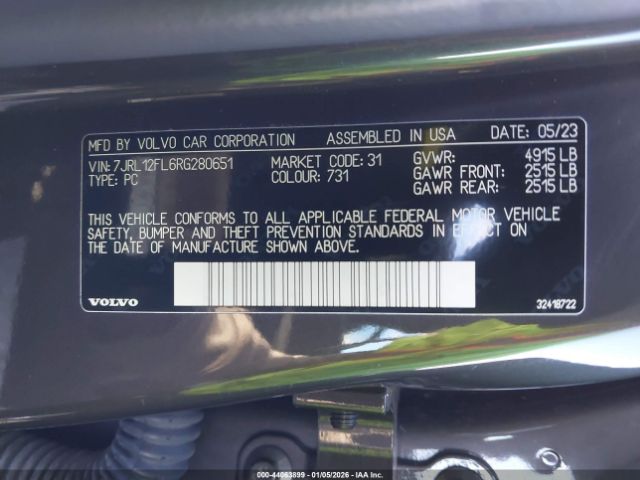 MFD BY VOLVO CAR CORPORATION ASSEMBLED IN USA DATE: 05/23
VIN: 7JRL12FL6RG280651 MARKET CODE: 31 GVWR: 4915 LB
TYPE: PC COLOUR: 731 GAWR FRONT: 2515 LB
GAWR REAR: 2515 LB
THIS VEHICLE CONFORMS TO ALL APPLICABLE FEDERAL MOTOR VEHICLE
SAFETY, BUMPER AND THEFT PREVENTION STANDARDS IN EFFECT ON
THE DATE OF MANUFACTURE SHOWN ABOVE.
VOLVO 32418722
000-44063899 - 01/05/2026 - IAAI, Inc.